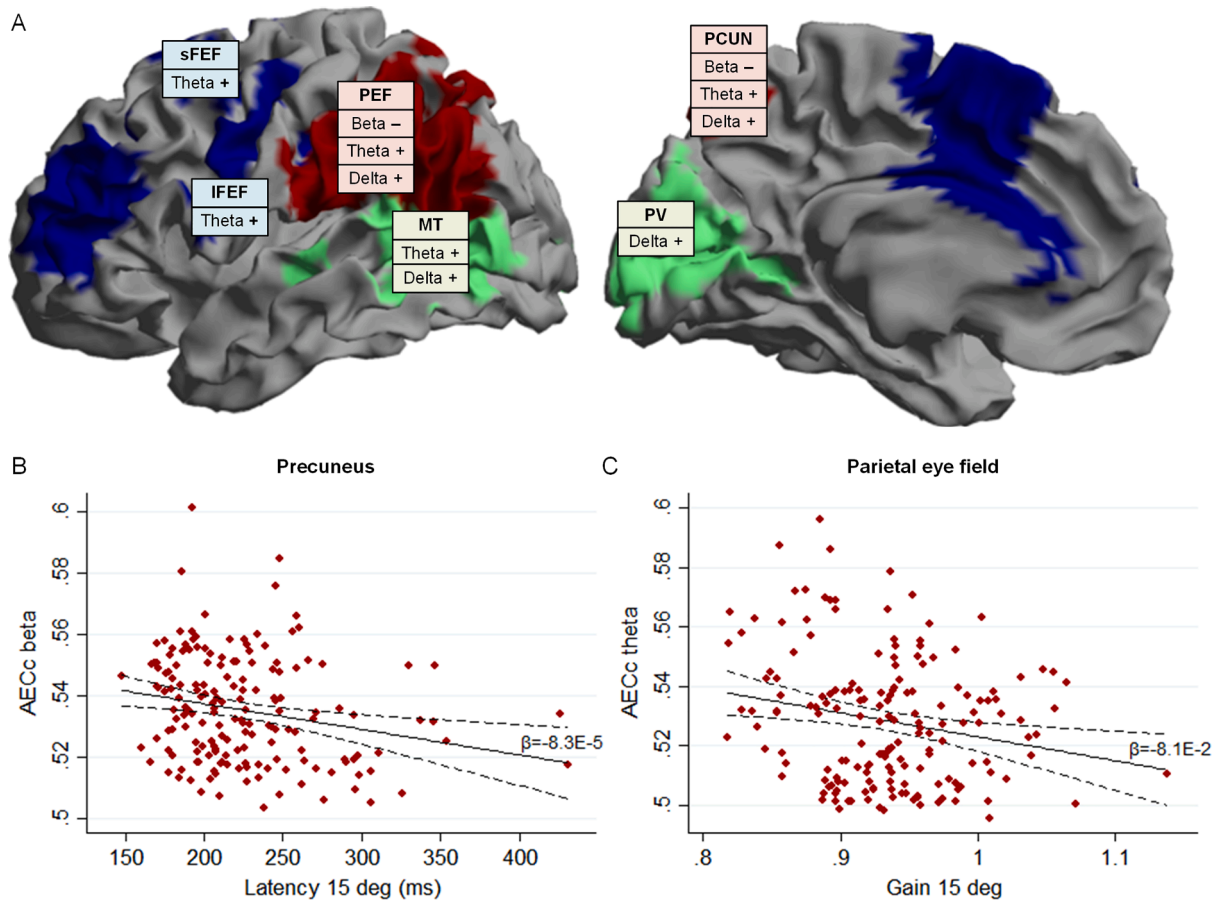 A
sFEF
Theta +
PEF
Beta –
Theta +
Delta +
lFEF
Theta +
MT
Theta +
Delta +
PCUN
Beta –
Theta +
Delta +
PV
Delta +
B
Precuneus
AECc beta
.6
.58
.56
.54
.52
.5
β=-8.3E-5
150 200 250 300 350 400
Latency 15 deg (ms)
C
Parietal eye field
AECc theta
.6
.58
.56
.54
.52
.5
β=-8.1E-2
.8 .9 1 1.1
Gain 15 deg